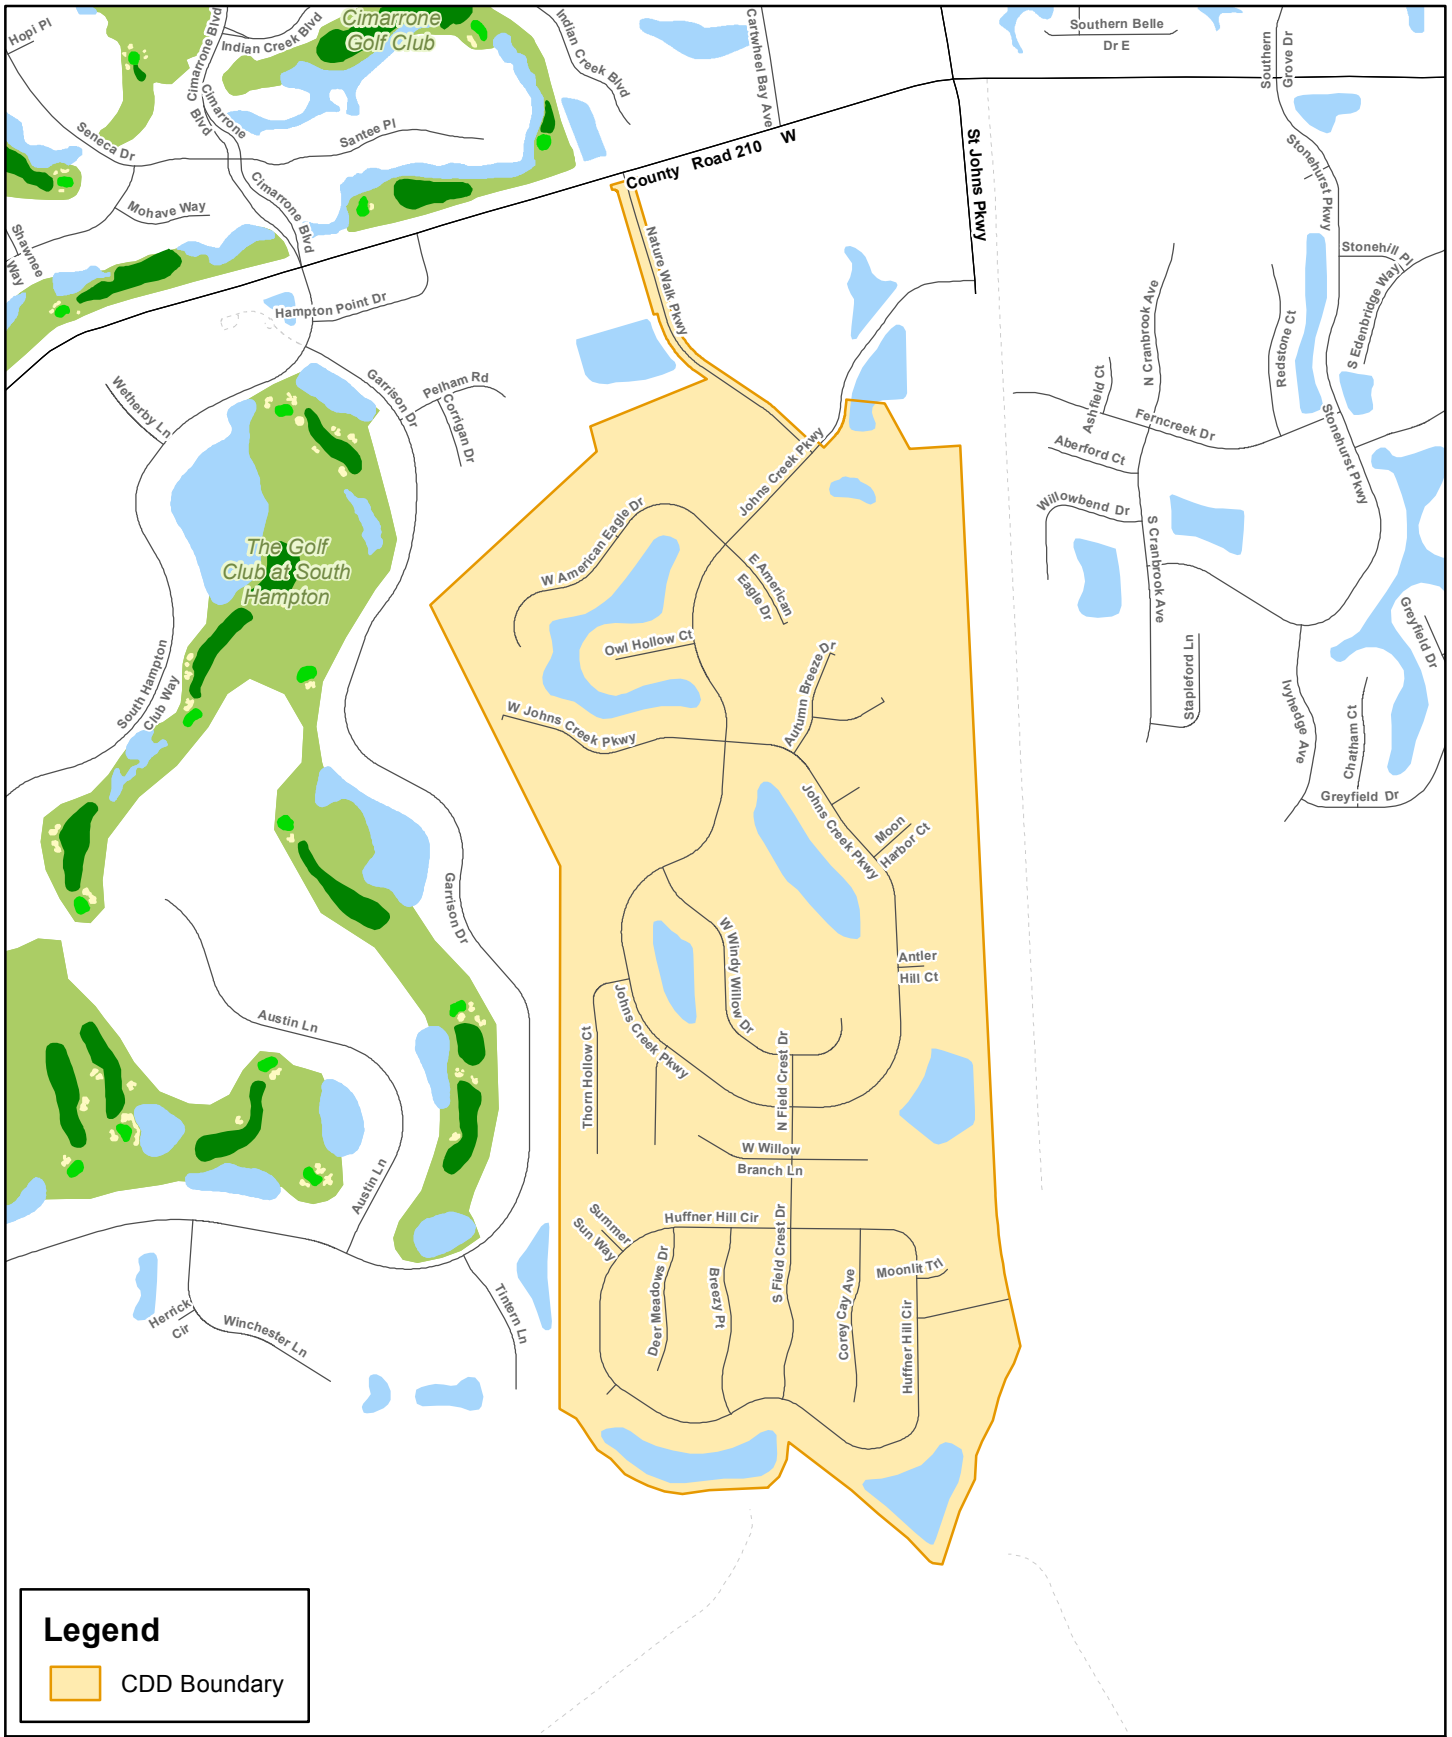 Hopi Pl
Cimarrone Blvd
Indian Creek Blvd
Cimarrone
Golf Club
Indian
Creek Blvd
Cartwheel Bay Ave
Southern Belle
Dr E
Southern
Grove Dr
Seneca Dr
Cimarrone
Blvd
Santee Pl
County Road 210 W
St Johns Pkwy
Stonehurst Pkwy
Mohave Way
Cimarrone Blvd
Shawnee
Way
Nature Walk Pkwy
Stonehill Pl
S Edenbridge Way
Hampton Point Dr
N Cranbrook Ave
Redstone Ct
Wetherby Ln
Garrison Dr
Pelham Rd
Corrigan Dr
Ashfield Ct
Ferncreek Dr
Aberford Ct
Stonehurst Pkwy
Johns Creek Pkwy
Willowbend Dr
S Cranbrook Ave
The Golf
Club at South
Hampton
W American Eagle Dr
E American
Eagle Dr
Owl Hollow Ct
Greyfield Dr
South Hampton
Club Way
Autumn Breeze Dr
Stapleford Ln
W Johns Creek Pkwy
Ivyhedge Ave
Chatham Ct
Greyfield Dr
Johns Creek Pkwy
Moon
Harbor Ct
Garrison Dr
W Windy Willow Dr
Antler
Hill Ct
Austin Ln
Johns Creek Pkwy
Thorn Hollow Ct
N Field Crest Dr
W Willow
Branch Ln
Austin Ln
Summer
Sun Way
Huffner Hill Cir
S Field Crest Dr
Deer Meadows Dr
Breezy Pt
Corey Cay Ave
Moonlit Trl
Huffner Hill Cir
Herrick
Cir
Winchester Ln
Tintern Ln
Legend
CDD Boundary